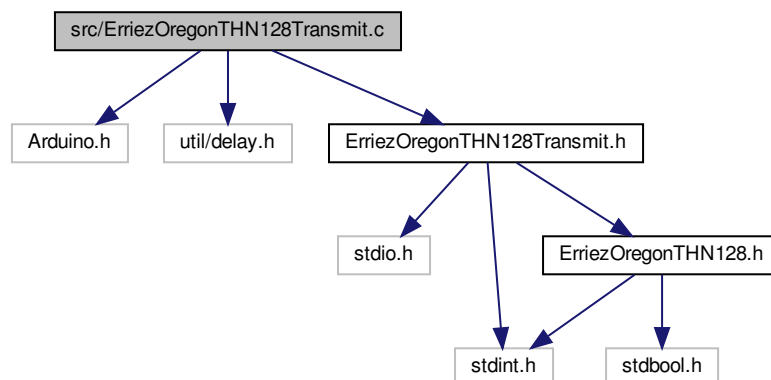 src/ErriezOregonTHN128Transmit.c
Arduino.h
util/delay.h
ErriezOregonTHN128Transmit.h
stdio.h
ErriezOregonTHN128.h
stdint.h
stdbool.h